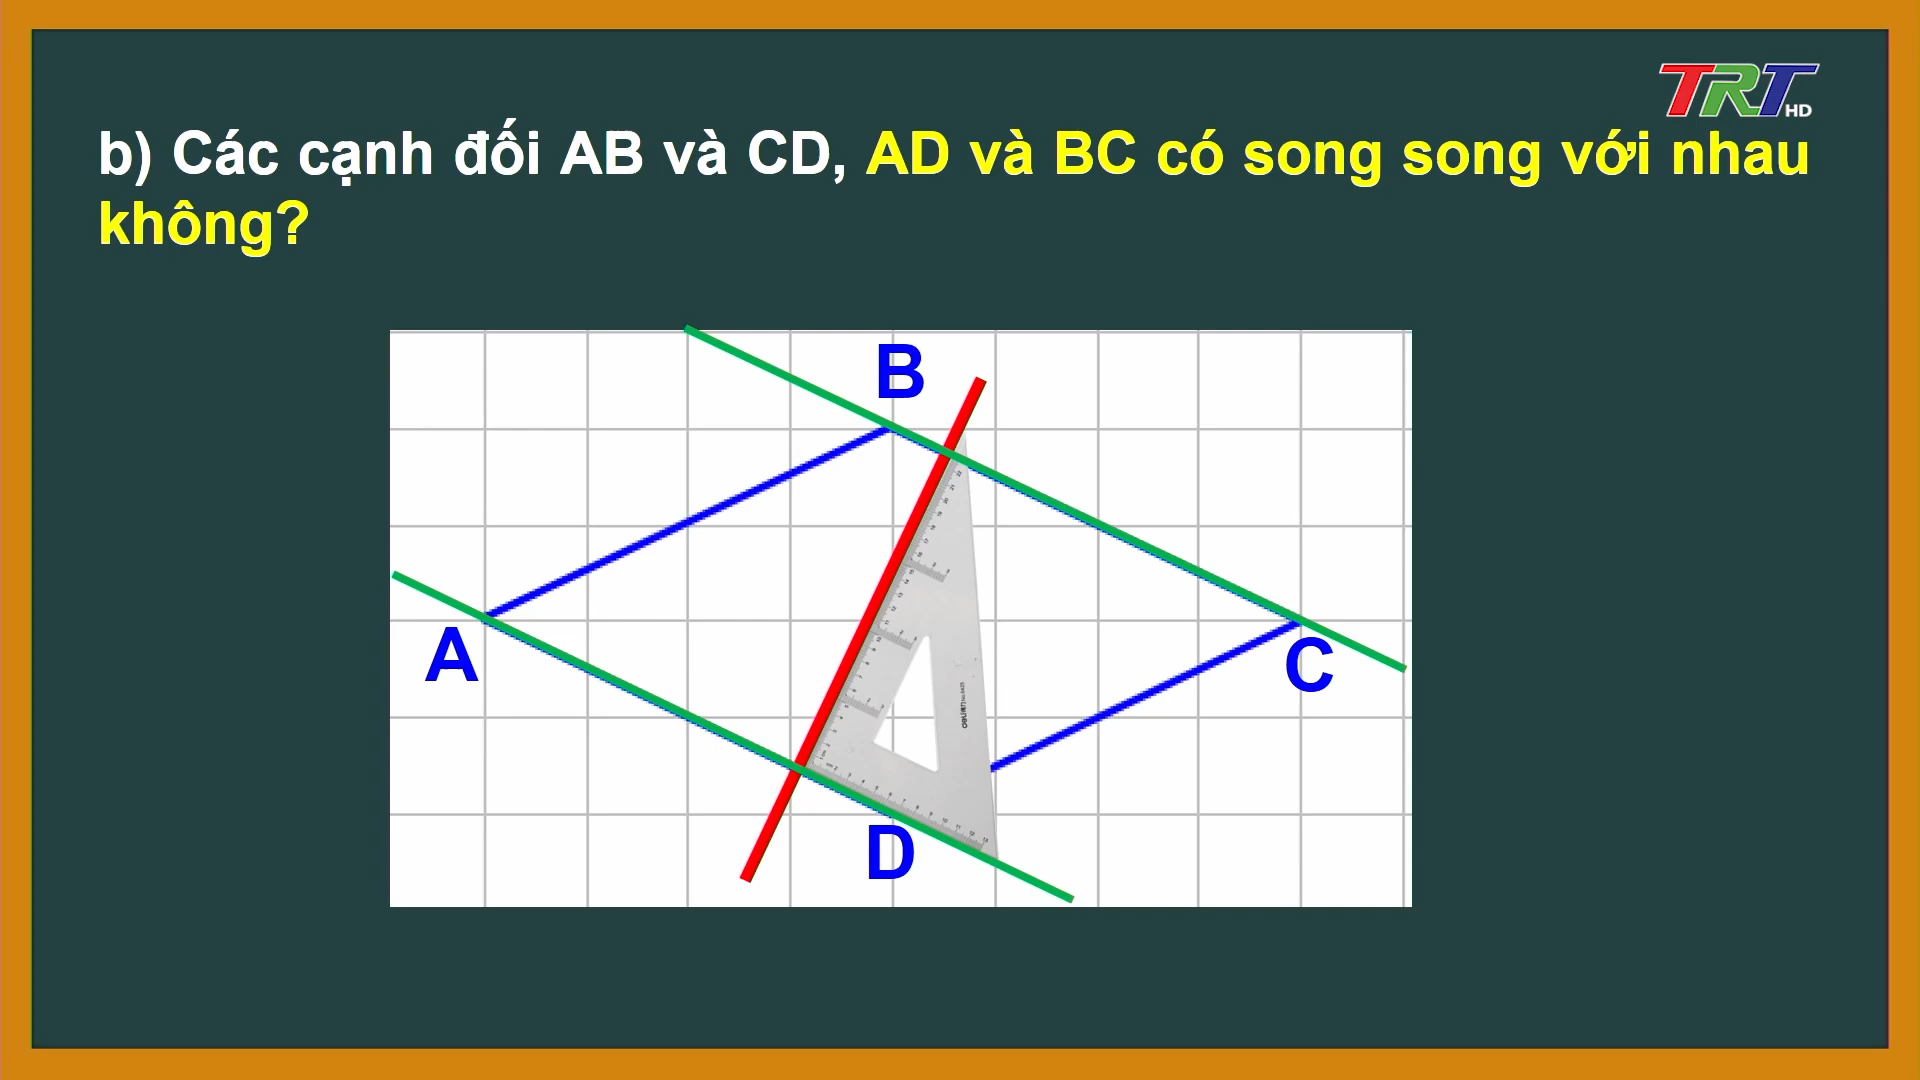 TRT HD
b) Các cạnh đối AB và CD, AD và BC có song song với nhau
không?
B
A
C
D